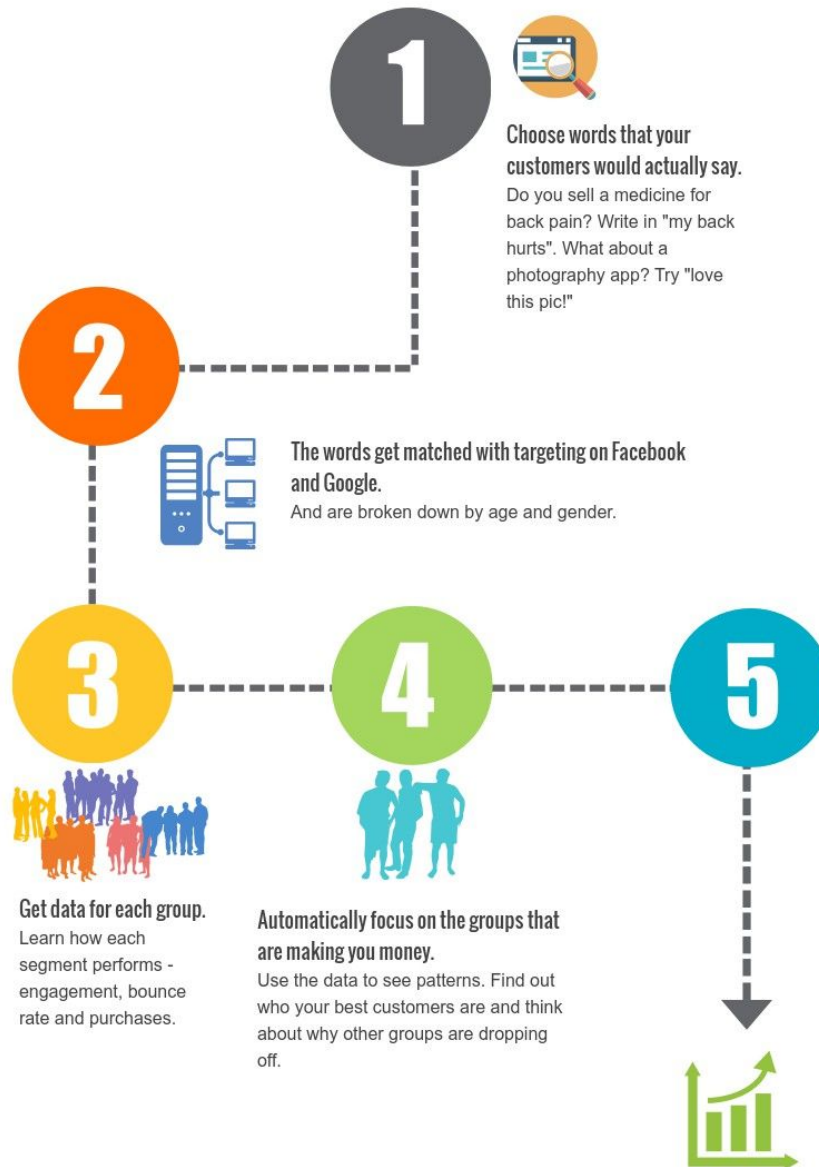 1
Choose words that your
customers would actually say.
Do you sell a medicine for
back pain? Write in "my back
hurts". What about a
photography app? Try "love
this pic!"
2
The words get matched with targeting on Facebook
and Google.
And are broken down by age and gender.
3
Get data for each group.
Learn how each
segment performs -
engagement, bounce
rate and purchases.
4
Automatically focus on the groups that
are making you money.
Use the data to see patterns. Find out
who your best customers are and think
about why other groups are dropping
off.
5